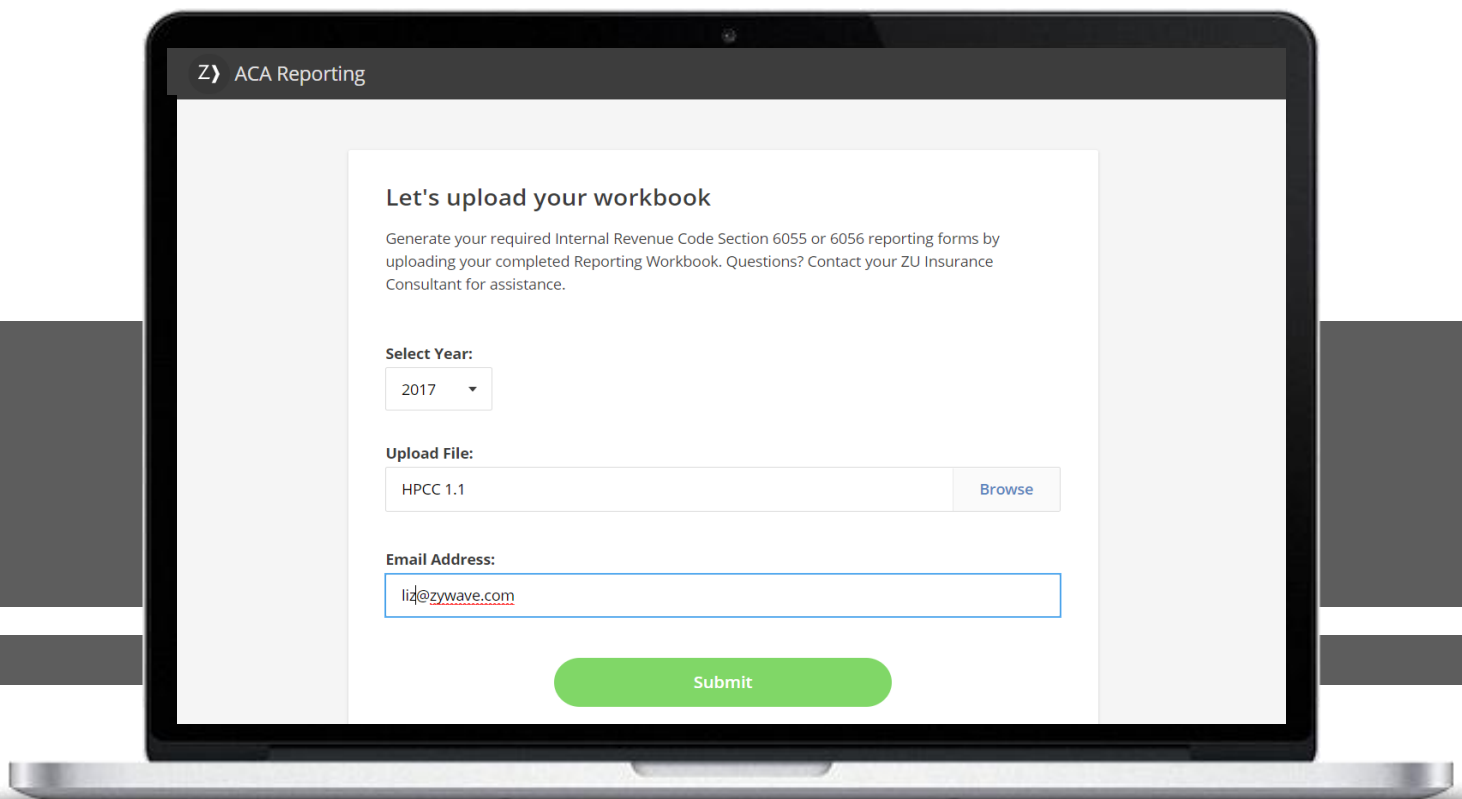 Z) ACA Reporting
Let's upload your workbook
Generate your required Internal Revenue Code Section 6055 or 6056 reporting forms by
uploading your completed Reporting Workbook. Questions? Contact your ZU Insurance
Consultant for assistance.
Select Year:
2017
Upload File:
HPCC 1.1
Browse
Email Address:
liz@zywave.com
Submit